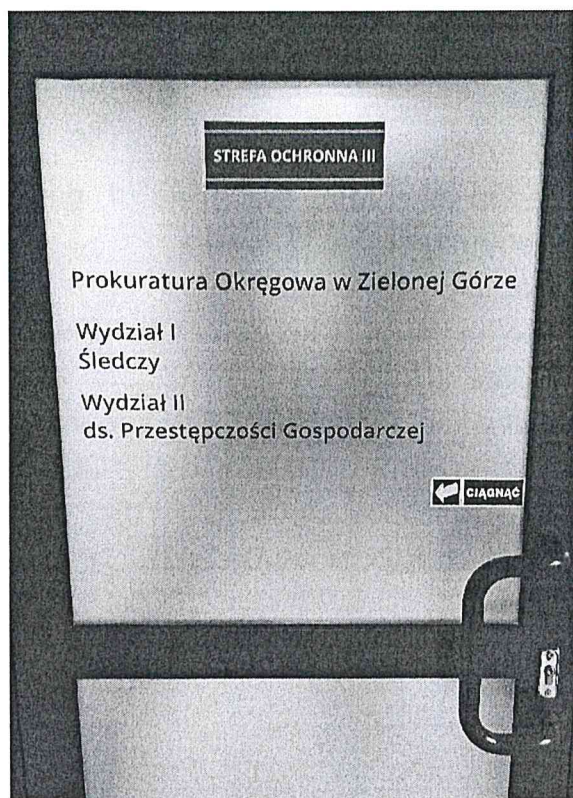 STREFA OCHRONNA III
Prokuratura Okręgowa w Zielonej Górze
Wydział I
Śledczy
Wydział II
ds. Przestępczości Gospodarczej
CIĄGNĄĆ